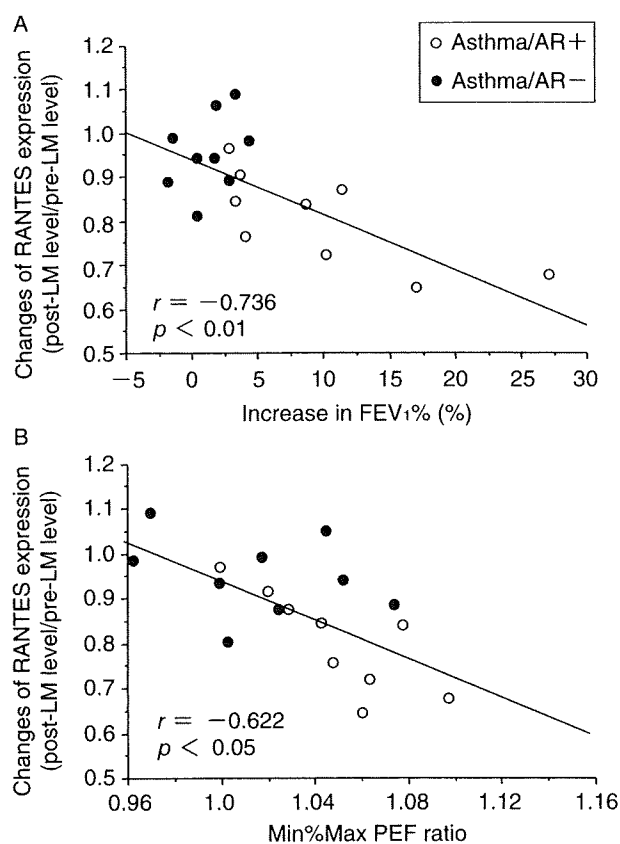 A
Asthma/AR+
Asthma/AR−
Changes of RANTES expression
(post-LM level/pre-LM level)
1.2
1.1
1.0
0.9
0.8
0.7
0.6
0.5
r = −0.736
p < 0.01
−5 0 5 10 15 20 25 30
Increase in FEV₁% (%)
B
Changes of RANTES expression
(post-LM level/pre-LM level)
1.2
1.1
1.0
0.9
0.8
0.7
0.6
0.5
r = −0.622
p < 0.05
0.96 1.0 1.04 1.08 1.12 1.16
Min%Max PEF ratio